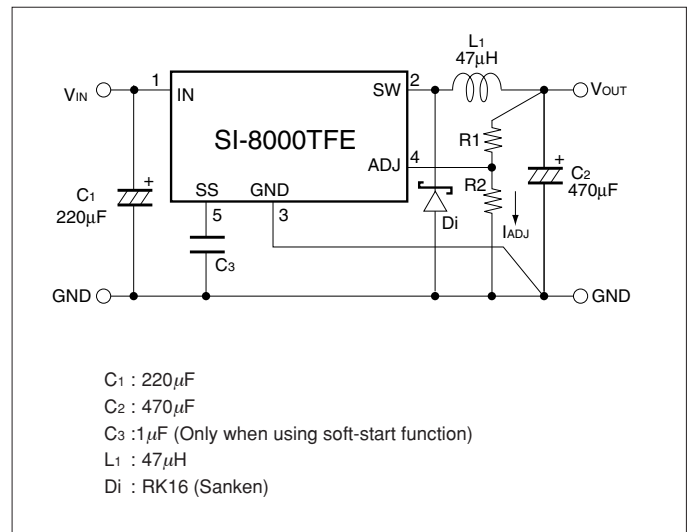 L1
47μH
VIN
1
IN
SW
2
VOUT
SI-8000TFE
R1
ADJ
4
C1
220μF
+
SS
5
GND
3
R2
IADJ
Di
+
C2
470μF
C3
GND
GND
C1 : 220μF
C2 : 470μF
C3 :1μF (Only when using soft-start function)
L1 : 47μH
Di : RK16 (Sanken)